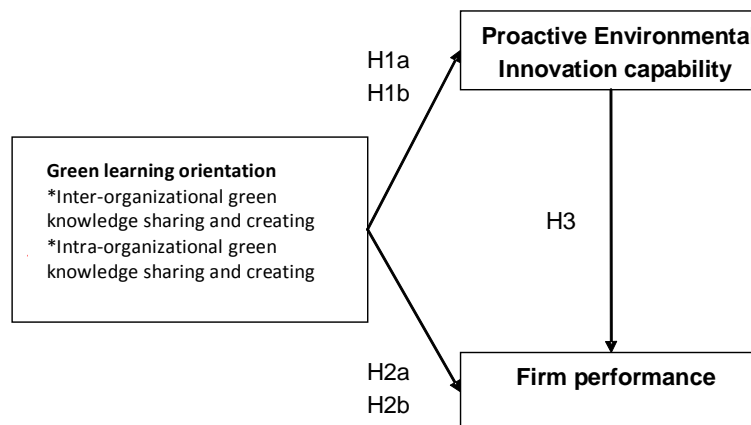 Proactive Environmenta
Innovation capability
H1a
H1b
Green learning orientation
*Inter-organizational green
knowledge sharing and creating
*Intra-organizational green
knowledge sharing and creating
H3
H2a
H2b
Firm performance